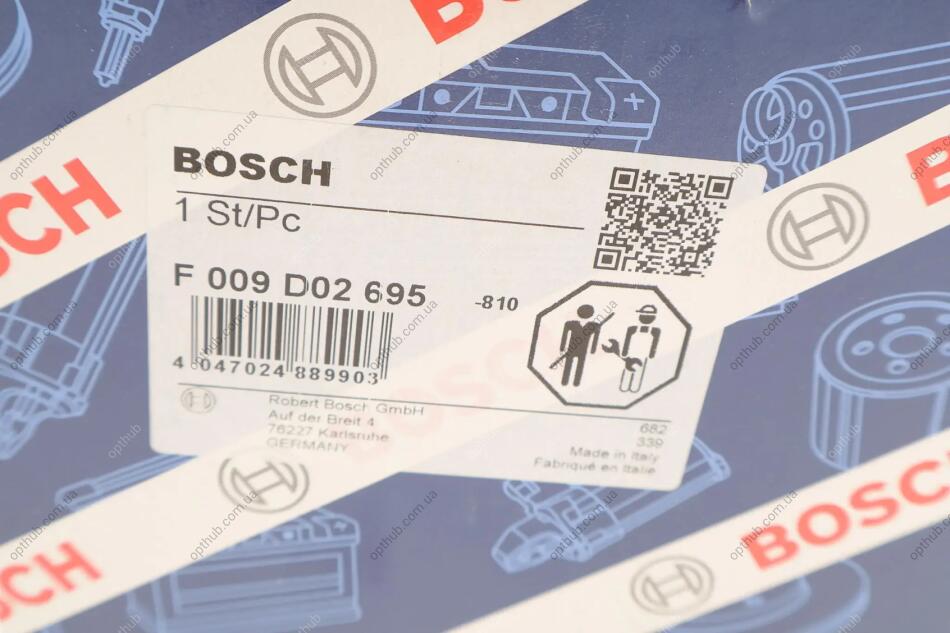 BOSCH
BOSCH
1 St/Pc
F 009 D02 695
-810
4 047024 889903
Robert Bosch GmbH
Auf der Breit 4
76227 Karlsruhe
GERMANY
682
339
Made in Italy
Fabriqué en Italie
BOSCH
BOSCH
opthub.com.ua